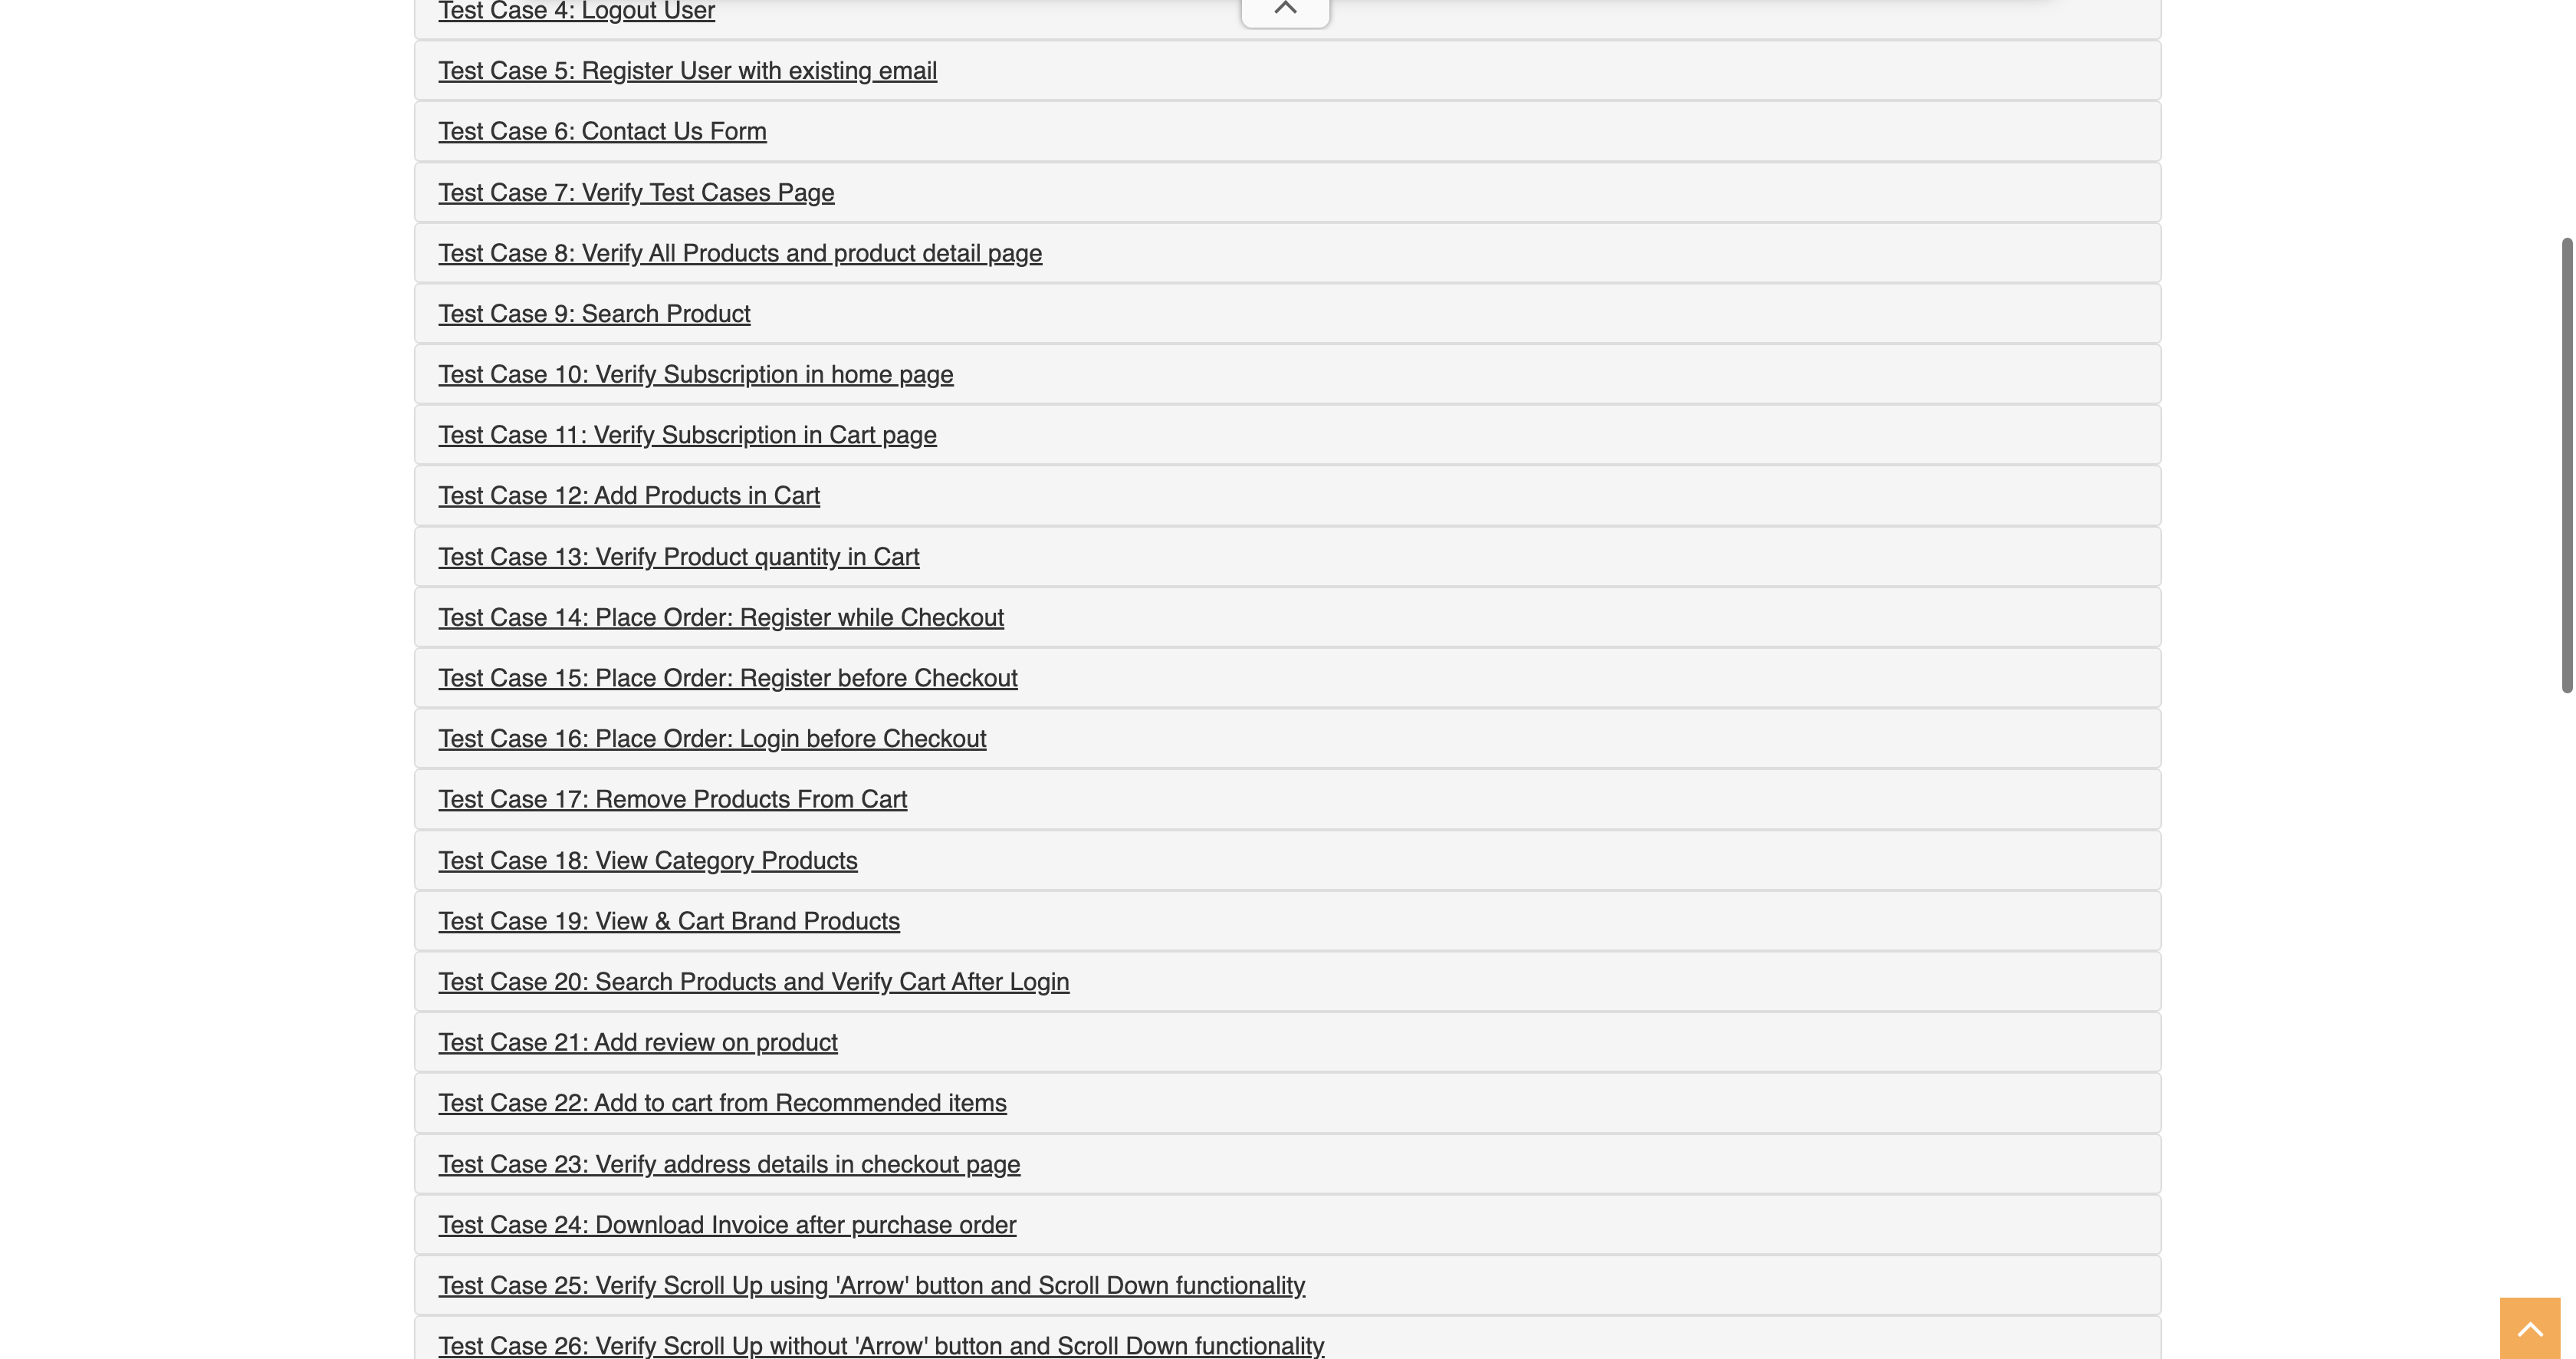 Test Case 4: Logout User
Test Case 5: Register User with existing email
Test Case 6: Contact Us Form
Test Case 7: Verify Test Cases Page
Test Case 8: Verify All Products and product detail page
Test Case 9: Search Product
Test Case 10: Verify Subscription in home page
Test Case 11: Verify Subscription in Cart page
Test Case 12: Add Products in Cart
Test Case 13: Verify Product quantity in Cart
Test Case 14: Place Order: Register while Checkout
Test Case 15: Place Order: Register before Checkout
Test Case 16: Place Order: Login before Checkout
Test Case 17: Remove Products From Cart
Test Case 18: View Category Products
Test Case 19: View & Cart Brand Products
Test Case 20: Search Products and Verify Cart After Login
Test Case 21: Add review on product
Test Case 22: Add to cart from Recommended items
Test Case 23: Verify address details in checkout page
Test Case 24: Download Invoice after purchase order
Test Case 25: Verify Scroll Up using 'Arrow' button and Scroll Down functionality
Test Case 26: Verify Scroll Up without 'Arrow' button and Scroll Down functionality